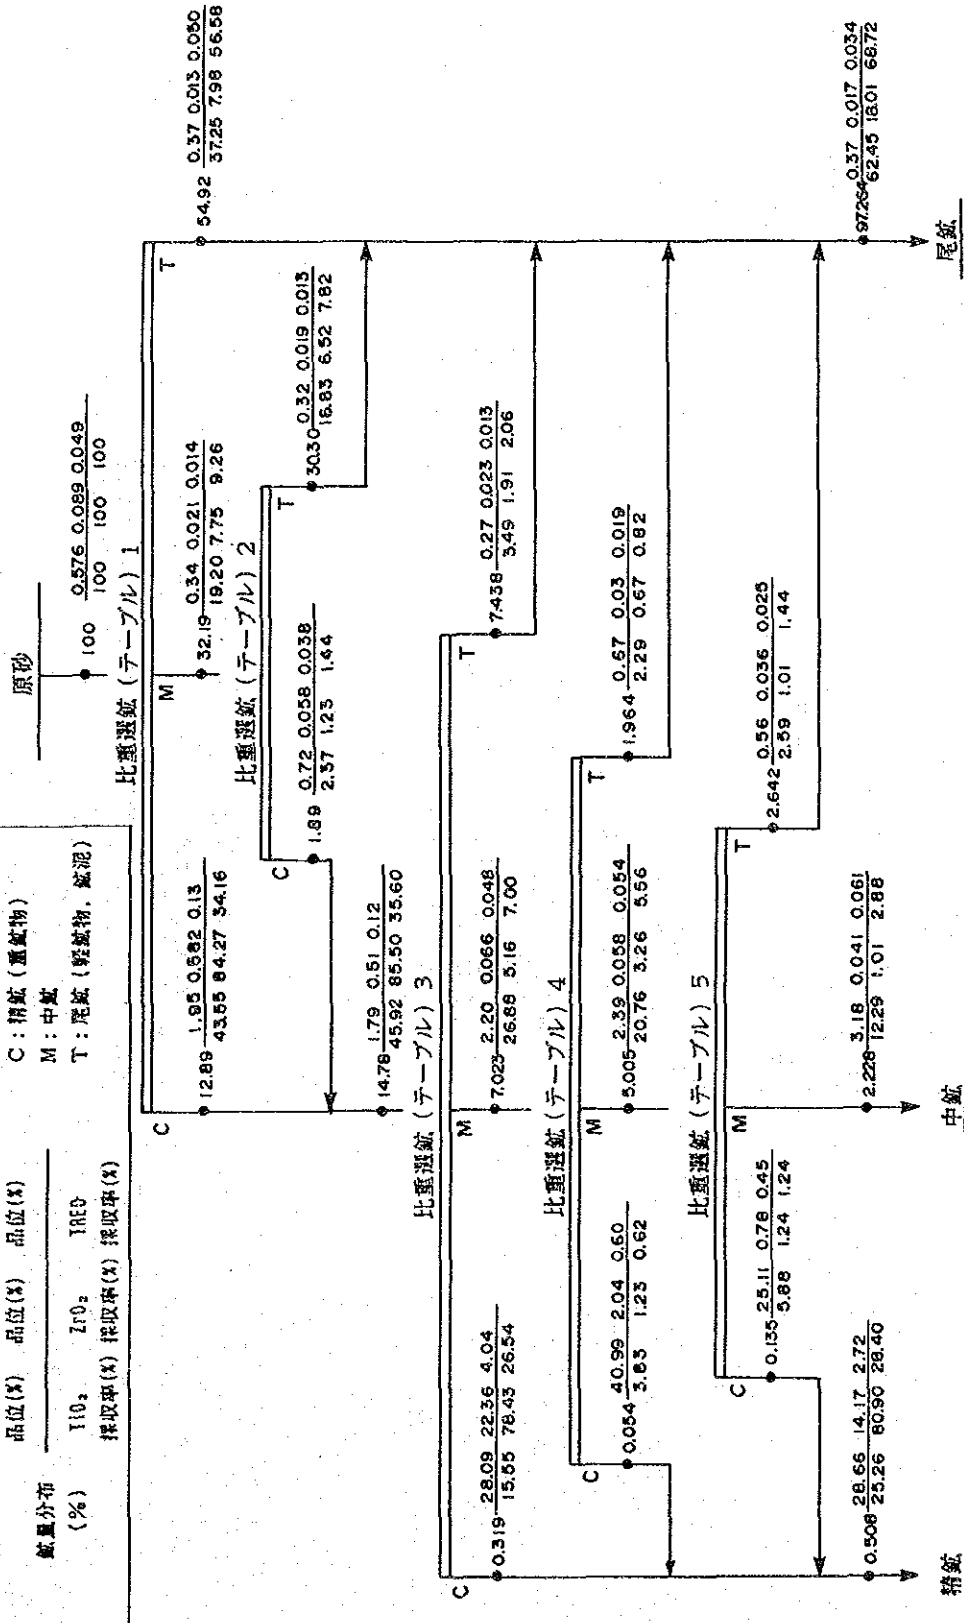 品位(%) 品位(%) 品位(%)
鉱量分布
(%) TiO₂ ZrO₂ TREO
採収率(%) 採収率(%) 採収率(%)
C : 精鉱 (重鉱物)
M : 中鉱
T : 尾鉱 (軽鉱物, 鉱泥)
原砂
100 0.576 0.089 0.049
100 100 100
比重選鉱 (テーブル) 1
C
12.89 1.95 0.582 0.13
43.55 84.27 34.16
M
32.19 0.34 0.021 0.014
19.20 7.75 9.26
T
54.92 0.37 0.013 0.050
37.25 7.98 56.58
比重選鉱 (テーブル) 2
C
1.89 0.72 0.058 0.038
2.37 1.23 1.44
T
30.30 0.32 0.019 0.013
16.83 6.52 7.82
14.78 1.79 0.51 0.12
45.92 85.50 35.60
比重選鉱 (テーブル) 3
C
0.319 28.09 22.36 4.04
15.55 78.43 26.54
M
7.023 2.20 0.066 0.048
26.88 5.16 7.00
T
7.438 0.27 0.023 0.013
3.49 1.91 2.06
比重選鉱 (テーブル) 4
C
0.054 40.99 2.04 0.60
3.83 1.23 0.62
M
5.005 2.39 0.058 0.054
20.76 3.26 5.56
T
1.964 0.67 0.03 0.019
2.29 0.67 0.82
比重選鉱 (テーブル) 5
C
0.135 25.11 0.78 0.45
5.88 1.24 1.24
M
2.228 3.18 0.041 0.061
12.29 1.01 2.88
T
2.642 0.56 0.036 0.025
2.59 1.01 1.44
0.508 28.66 14.17 2.72
25.26 80.90 28.40
97.264 0.37 0.017 0.034
62.45 18.01 68.72
精鉱
中鉱
尾鉱